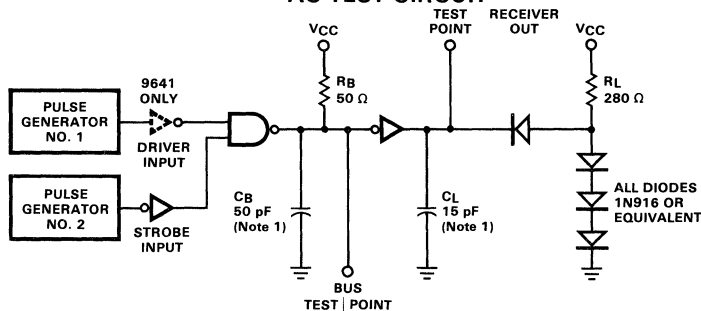 AC TEST CIRCUIT
TEST
POINT
RECEIVER
OUT
VCC
VCC
9641
ONLY
RB
50 Ω
RL
280 Ω
PULSE
GENERATOR
NO. 1
DRIVER
INPUT
PULSE
GENERATOR
NO. 2
STROBE
INPUT
CB
50 pF
(Note 1)
CL
15 pF
(Note 1)
ALL DIODES
1N916 OR
EQUIVALENT
BUS
TEST POINT